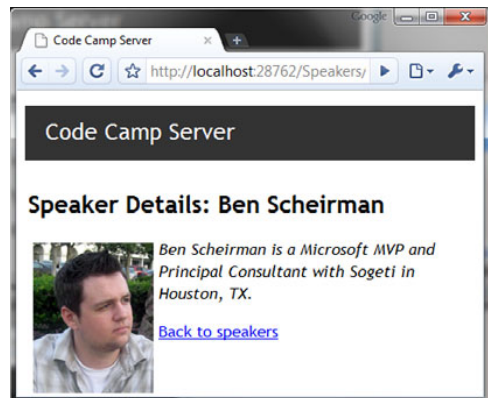 Google
Code Camp Server
http://localhost:28762/Speakers/
Code Camp Server
Speaker Details: Ben Scheirman
Ben Scheirman is a Microsoft MVP and
Principal Consultant with Sogeti in
Houston, TX.
Back to speakers